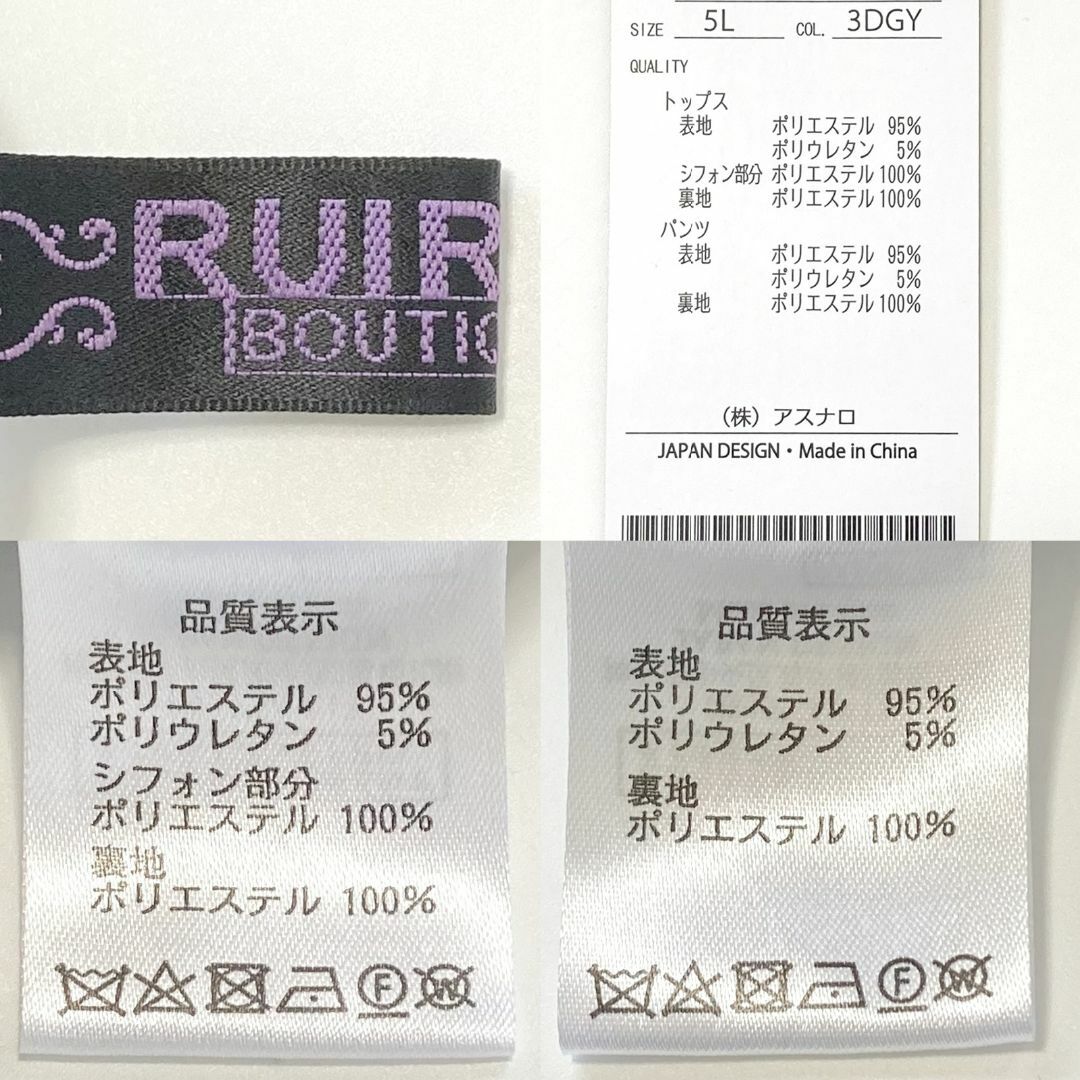 RUIR
BOUTIQ
SIZE 5L COL. 3DGY
QUALITY
トップス
表地 ポリエステル 95%
ポリウレタン 5%
シフォン部分 ポリエステル 100%
裏地 ポリエステル 100%
パンツ
表地 ポリエステル 95%
ポリウレタン 5%
裏地 ポリエステル 100%
（株）アスナロ
JAPAN DESIGN・Made in China
品質表示
表地
ポリエステル 95%
ポリウレタン 5%
シフォン部分
ポリエステル 100%
裏地
ポリエステル 100%
F W
品質表示
表地
ポリエステル 95%
ポリウレタン 5%
裏地
ポリエステル 100%
F W